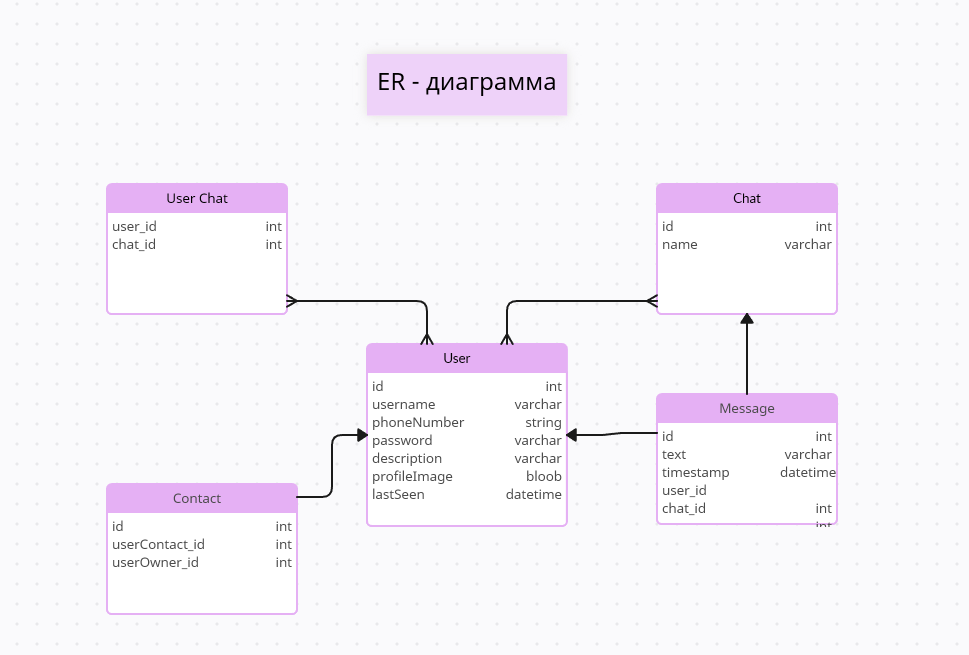 ER - диаграмма
User Chat
user_id int
chat_id int
Chat
id int
name varchar
User
id int
username varchar
phoneNumber string
password varchar
description varchar
profileImage bloob
lastSeen datetime
Message
id int
text varchar
timestamp datetime
user_id
chat_id int
int
Contact
id int
userContact_id int
userOwner_id int